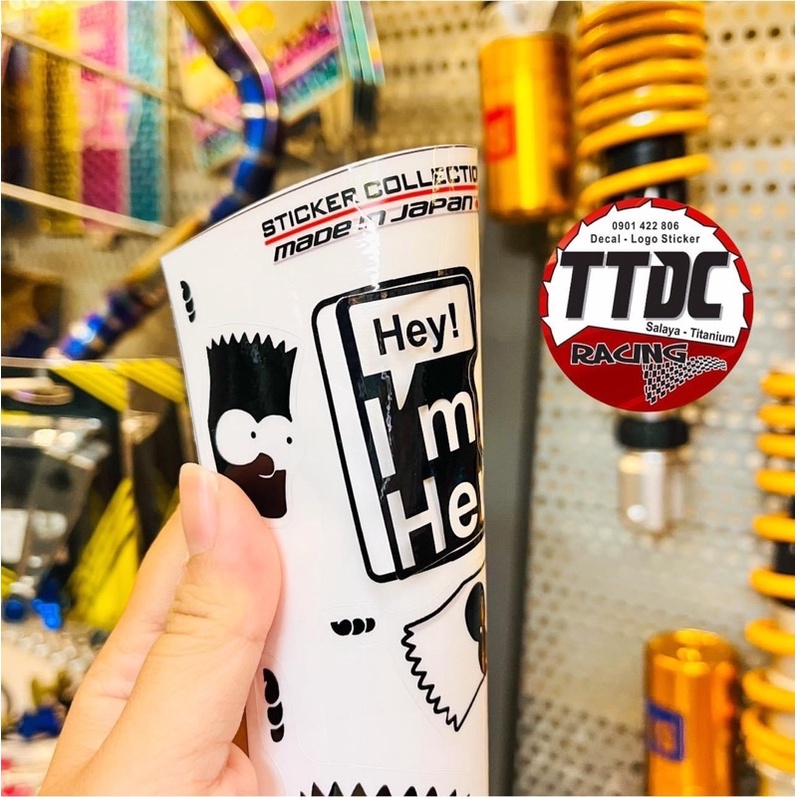 STICKER COLLECTIO
MADE IN JAPAN
Hey!
I'm
He
0901 422 806
Decal - Logo Sticker
TTDC
Salaya - Titanium
RACING